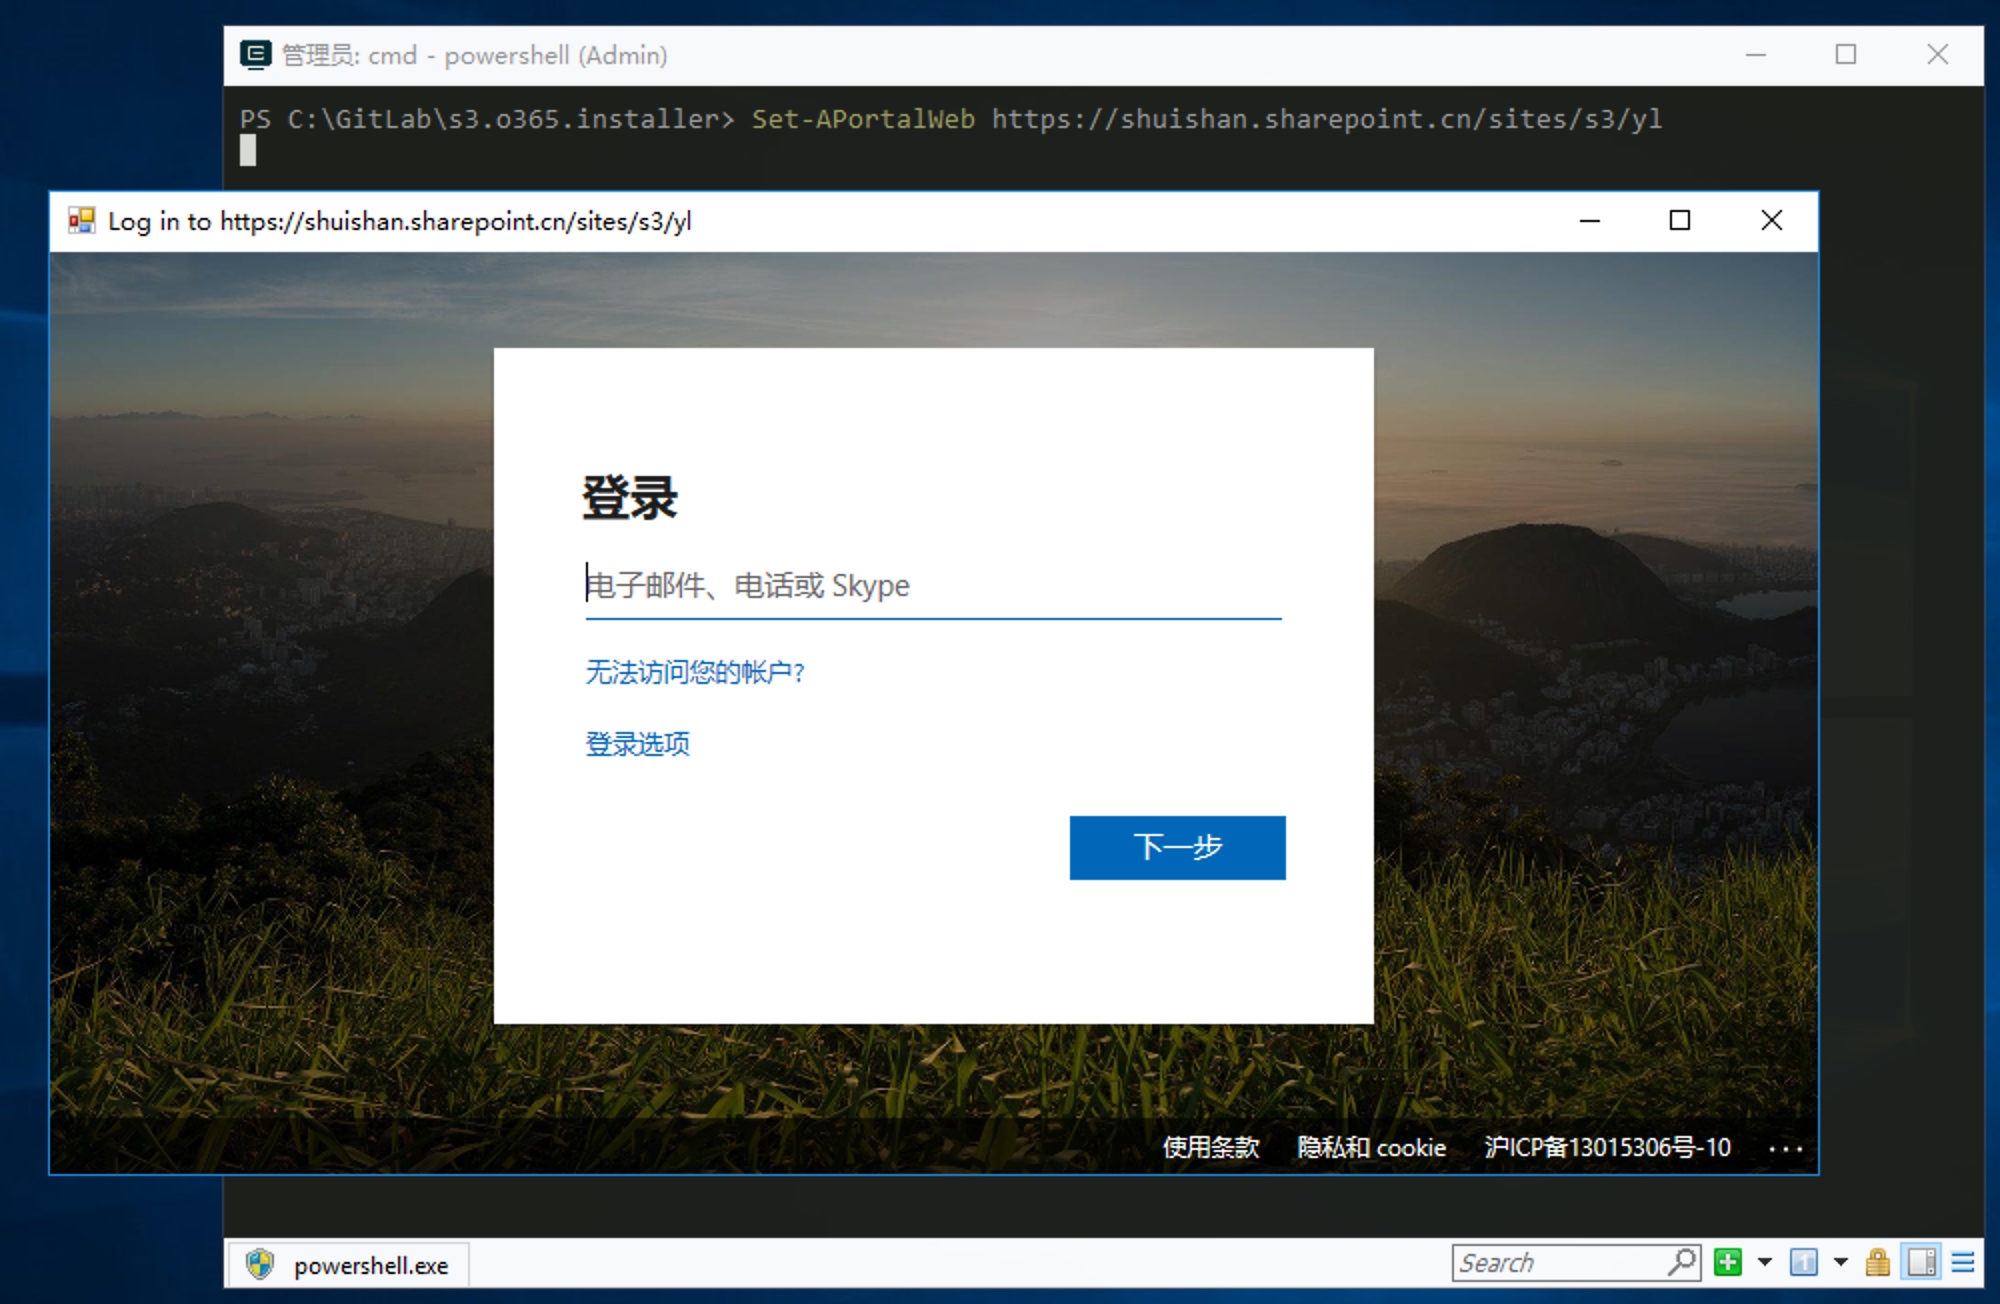 管理员: cmd - powershell (Admin)
PS C:\GitLab\s3.o365.installer> Set-APortalWeb https://shuishan.sharepoint.cn/sites/s3/yl
Log in to https://shuishan.sharepoint.cn/sites/s3/yl
登录
电子邮件、电话或 Skype
无法访问您的帐户?
登录选项
下一步
使用条款 隐私和 cookie 沪ICP备13015306号-10 ...
powershell.exe
Search